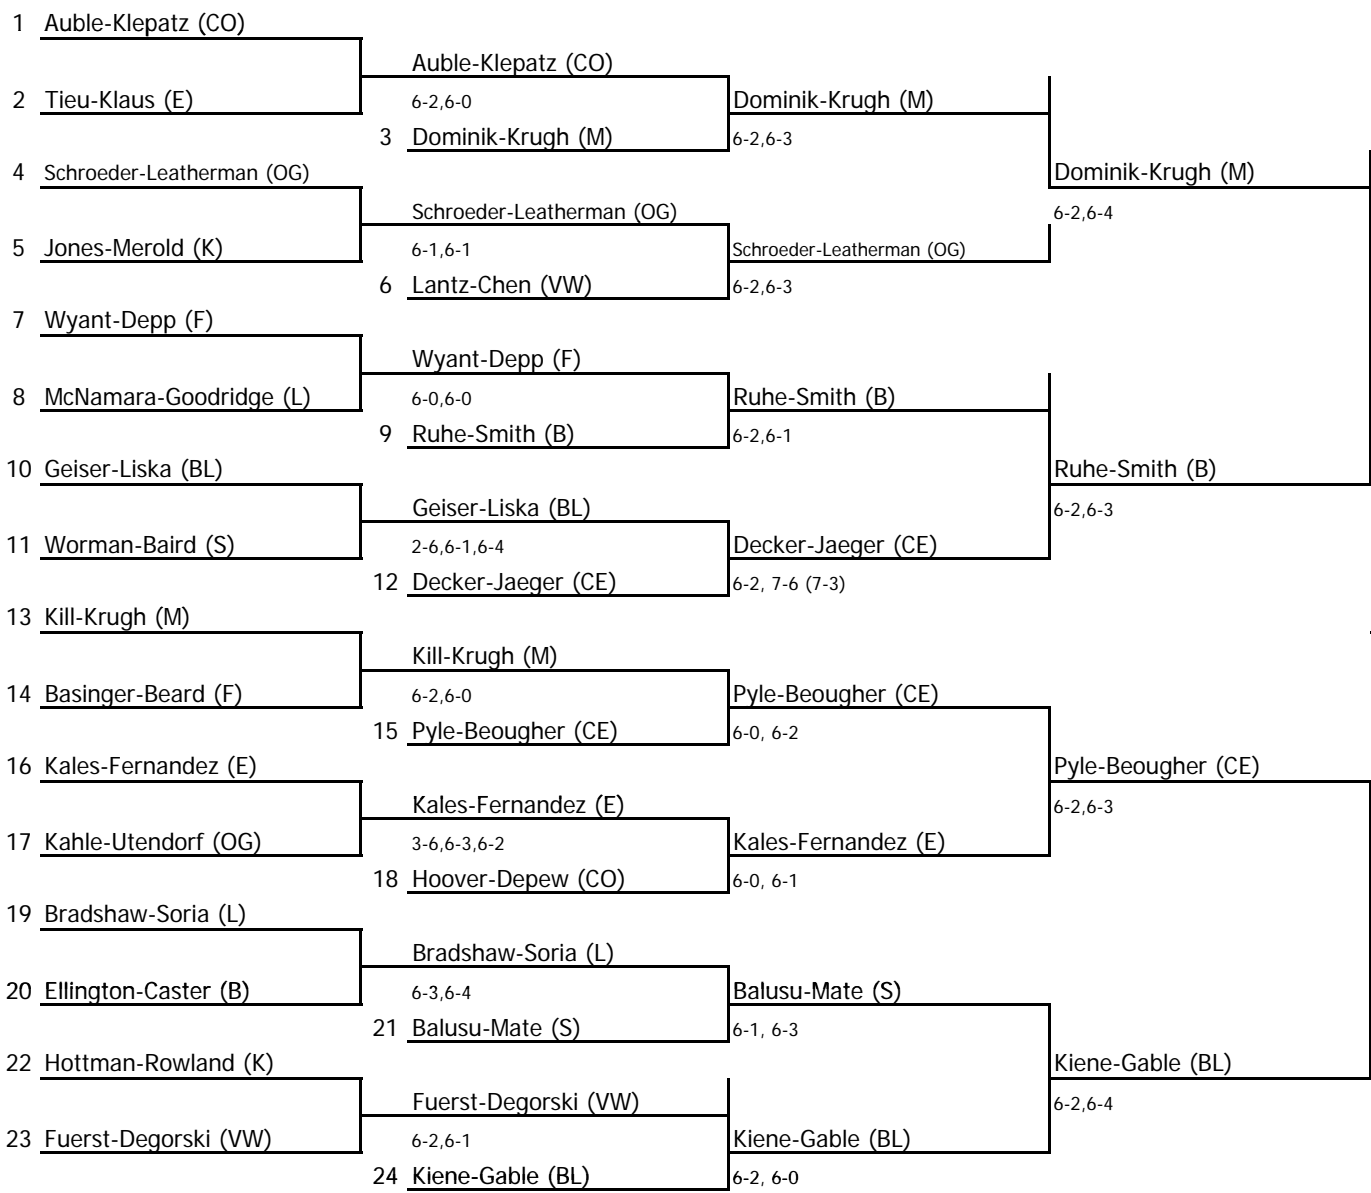 1 Auble-Klepatz (CO)
Auble-Klepatz (CO)
2 Tieu-Klaus (E)
6-2,6-0
Dominik-Krugh (M)
3 Dominik-Krugh (M)
6-2,6-3
4 Schroeder-Leatherman (OG)
Dominik-Krugh (M)
Schroeder-Leatherman (OG)
6-2,6-4
5 Jones-Merold (K)
6-1,6-1
Schroeder-Leatherman (OG)
6 Lantz-Chen (VW)
6-2,6-3
7 Wyant-Depp (F)
Wyant-Depp (F)
8 McNamara-Goodridge (L)
6-0,6-0
Ruhe-Smith (B)
9 Ruhe-Smith (B)
6-2,6-1
10 Geiser-Liska (BL)
Ruhe-Smith (B)
Geiser-Liska (BL)
6-2,6-3
11 Worman-Baird (S)
2-6,6-1,6-4
Decker-Jaeger (CE)
12 Decker-Jaeger (CE)
6-2, 7-6 (7-3)
13 Kill-Krugh (M)
Kill-Krugh (M)
14 Basinger-Beard (F)
6-2,6-0
Pyle-Beougher (CE)
15 Pyle-Beougher (CE)
6-0, 6-2
16 Kales-Fernandez (E)
Pyle-Beougher (CE)
Kales-Fernandez (E)
6-2,6-3
17 Kahle-Utendorf (OG)
3-6,6-3,6-2
Kales-Fernandez (E)
18 Hoover-Depew (CO)
6-0, 6-1
19 Bradshaw-Soria (L)
Bradshaw-Soria (L)
20 Ellington-Caster (B)
6-3,6-4
Balusu-Mate (S)
21 Balusu-Mate (S)
6-1, 6-3
22 Hottman-Rowland (K)
Kiene-Gable (BL)
Fuerst-Degorski (VW)
6-2,6-4
23 Fuerst-Degorski (VW)
6-2,6-1
Kiene-Gable (BL)
24 Kiene-Gable (BL)
6-2, 6-0